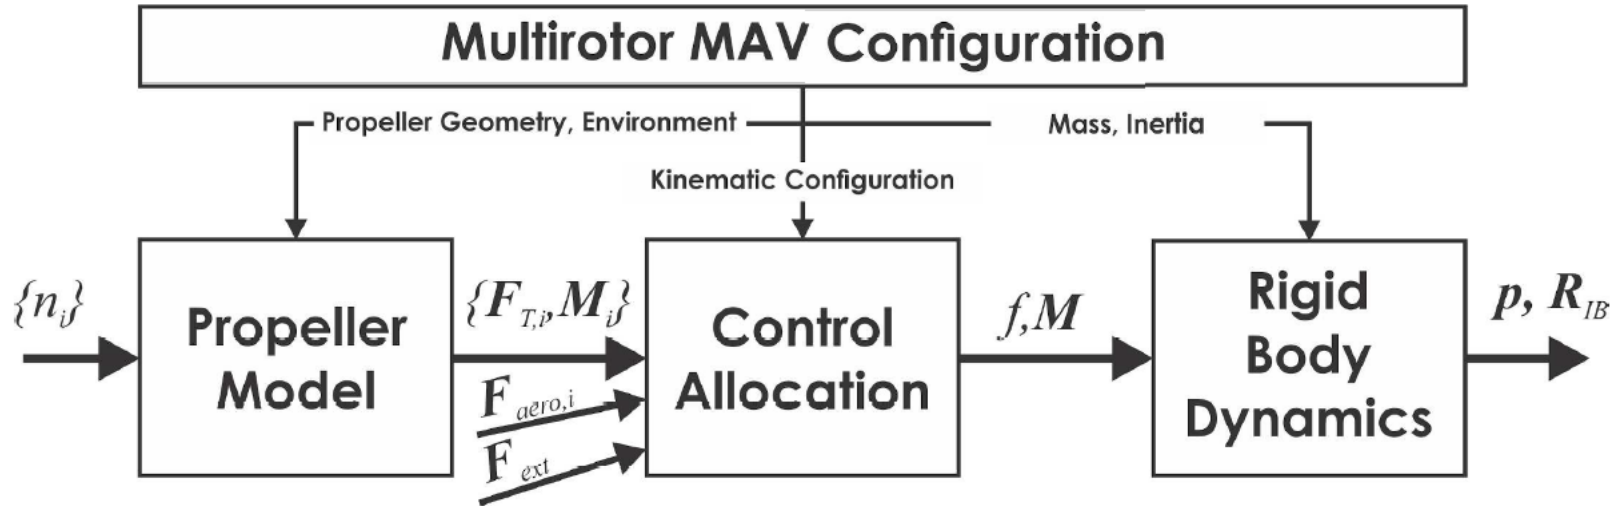 Multirotor MAV Configuration
Propeller Geometry, Environment
Mass, Inertia
Kinematic Configuration
{nᵢ}
Propeller
Model
{F_T,i, M_i}
F_aero,i
F_ext
Control
Allocation
f,M
Rigid
Body
Dynamics
p, R_IB